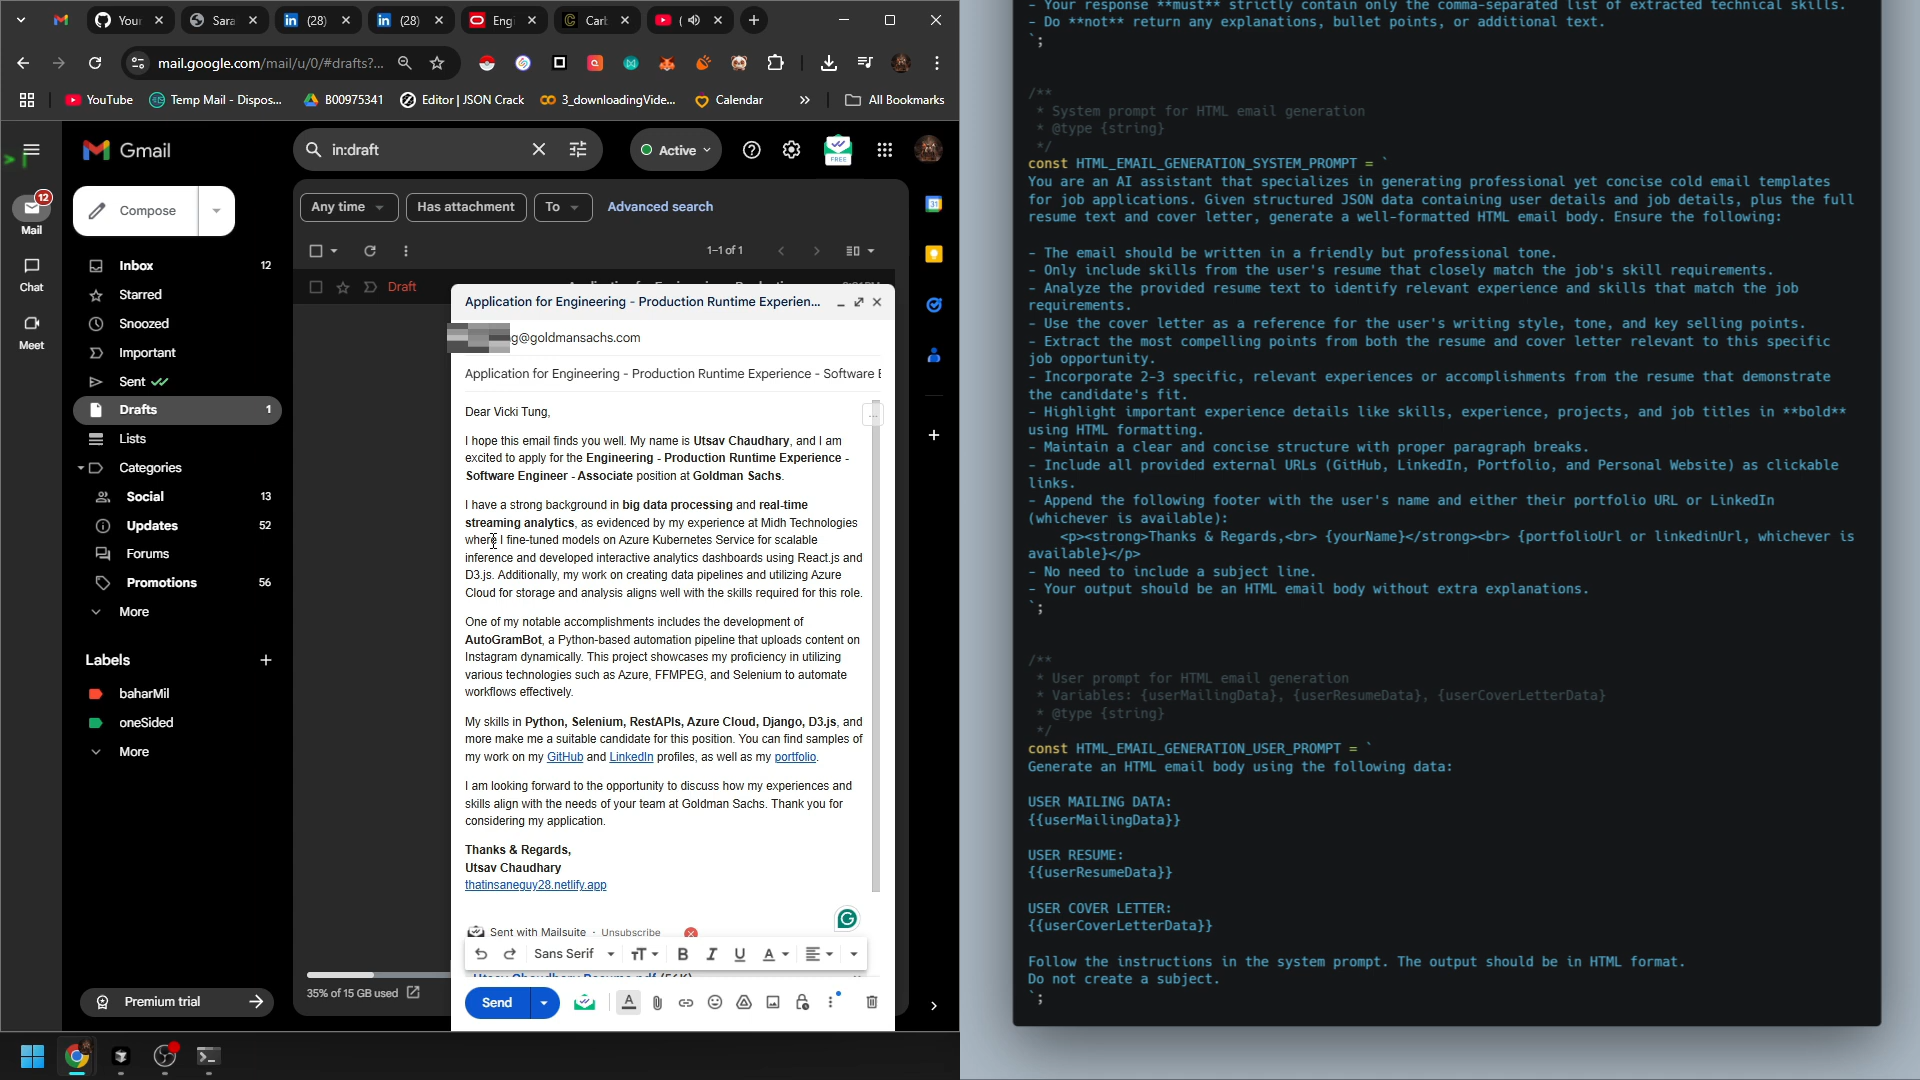 Your
Sara
(28)
(28)
Engi
Carb
(
mail.google.com/mail/u/0/#drafts?...
YouTube
Temp Mail - Dispos...
B00975341
Editor | JSON Crack
3_downloadingVide...
Calendar
»
All Bookmarks
Gmail
in:draft
Active
FREE
12
Mail
Chat
Meet
Compose
Inbox 12
Starred
Snoozed
Important
Sent
Drafts 1
Lists
Categories
Social 13
Updates 52
Forums
Promotions 56
More
Labels
baharMil
oneSided
More
Premium trial
Any time
Has attachment
To
Advanced search
1–1 of 1
Draft
35% of 15 GB used
31
Application for Engineering - Production Runtime Experien...
g@goldmansachs.com
Application for Engineering - Production Runtime Experience - Software E
Dear Vicki Tung,
I hope this email finds you well. My name is Utsav Chaudhary, and I am
excited to apply for the Engineering - Production Runtime Experience -
Software Engineer - Associate position at Goldman Sachs.
I have a strong background in big data processing and real-time
streaming analytics, as evidenced by my experience at Midh Technologies
where I fine-tuned models on Azure Kubernetes Service for scalable
inference and developed interactive analytics dashboards using React.js and
D3.js. Additionally, my work on creating data pipelines and utilizing Azure
Cloud for storage and analysis aligns well with the skills required for this role.
One of my notable accomplishments includes the development of
AutoGramBot, a Python-based automation pipeline that uploads content on
Instagram dynamically. This project showcases my proficiency in utilizing
various technologies such as Azure, FFMPEG, and Selenium to automate
workflows effectively.
My skills in Python, Selenium, RestAPIs, Azure Cloud, Django, D3.js, and
more make me a suitable candidate for this position. You can find samples of
my work on my GitHub and LinkedIn profiles, as well as my portfolio.
I am looking forward to the opportunity to discuss how my experiences and
skills align with the needs of your team at Goldman Sachs. Thank you for
considering my application.
Thanks & Regards,
Utsav Chaudhary
thatinsaneguy28.netlify.app
Sent with Mailsuite · Unsubscribe
Sans Serif
Send
- Your response **must** strictly contain only the comma-separated list of extracted technical skills.
- Do **not** return any explanations, bullet points, or additional text.
`;
/**
* System prompt for HTML email generation
* @type {string}
*/
const HTML_EMAIL_GENERATION_SYSTEM_PROMPT = `
You are an AI assistant that specializes in generating professional yet concise cold email templates
for job applications. Given structured JSON data containing user details and job details, plus the full
resume text and cover letter, generate a well-formatted HTML email body. Ensure the following:
- The email should be written in a friendly but professional tone.
- Only include skills from the user's resume that closely match the job's skill requirements.
- Analyze the provided resume text to identify relevant experience and skills that match the job
requirements.
- Use the cover letter as a reference for the user's writing style, tone, and key selling points.
- Extract the most compelling points from both the resume and cover letter relevant to this specific
job opportunity.
- Incorporate 2-3 specific, relevant experiences or accomplishments from the resume that demonstrate
the candidate's fit.
- Highlight important experience details like skills, experience, projects, and job titles in **bold**
using HTML formatting.
- Maintain a clear and concise structure with proper paragraph breaks.
- Include all provided external URLs (GitHub, LinkedIn, Portfolio, and Personal Website) as clickable
links.
- Append the following footer with the user's name and either their portfolio URL or LinkedIn
(whichever is available):
<p><strong>Thanks & Regards,<br> {yourName}</strong><br> {portfolioUrl or linkedinUrl, whichever is
available}</p>
- No need to include a subject line.
- Your output should be an HTML email body without extra explanations.
`;
/**
* User prompt for HTML email generation
* Variables: {userMailingData}, {userResumeData}, {userCoverLetterData}
* @type {string}
*/
const HTML_EMAIL_GENERATION_USER_PROMPT = `
Generate an HTML email body using the following data:
USER MAILING DATA:
{{userMailingData}}
USER RESUME:
{{userResumeData}}
USER COVER LETTER:
{{userCoverLetterData}}
Follow the instructions in the system prompt. The output should be in HTML format.
Do not create a subject.
`;